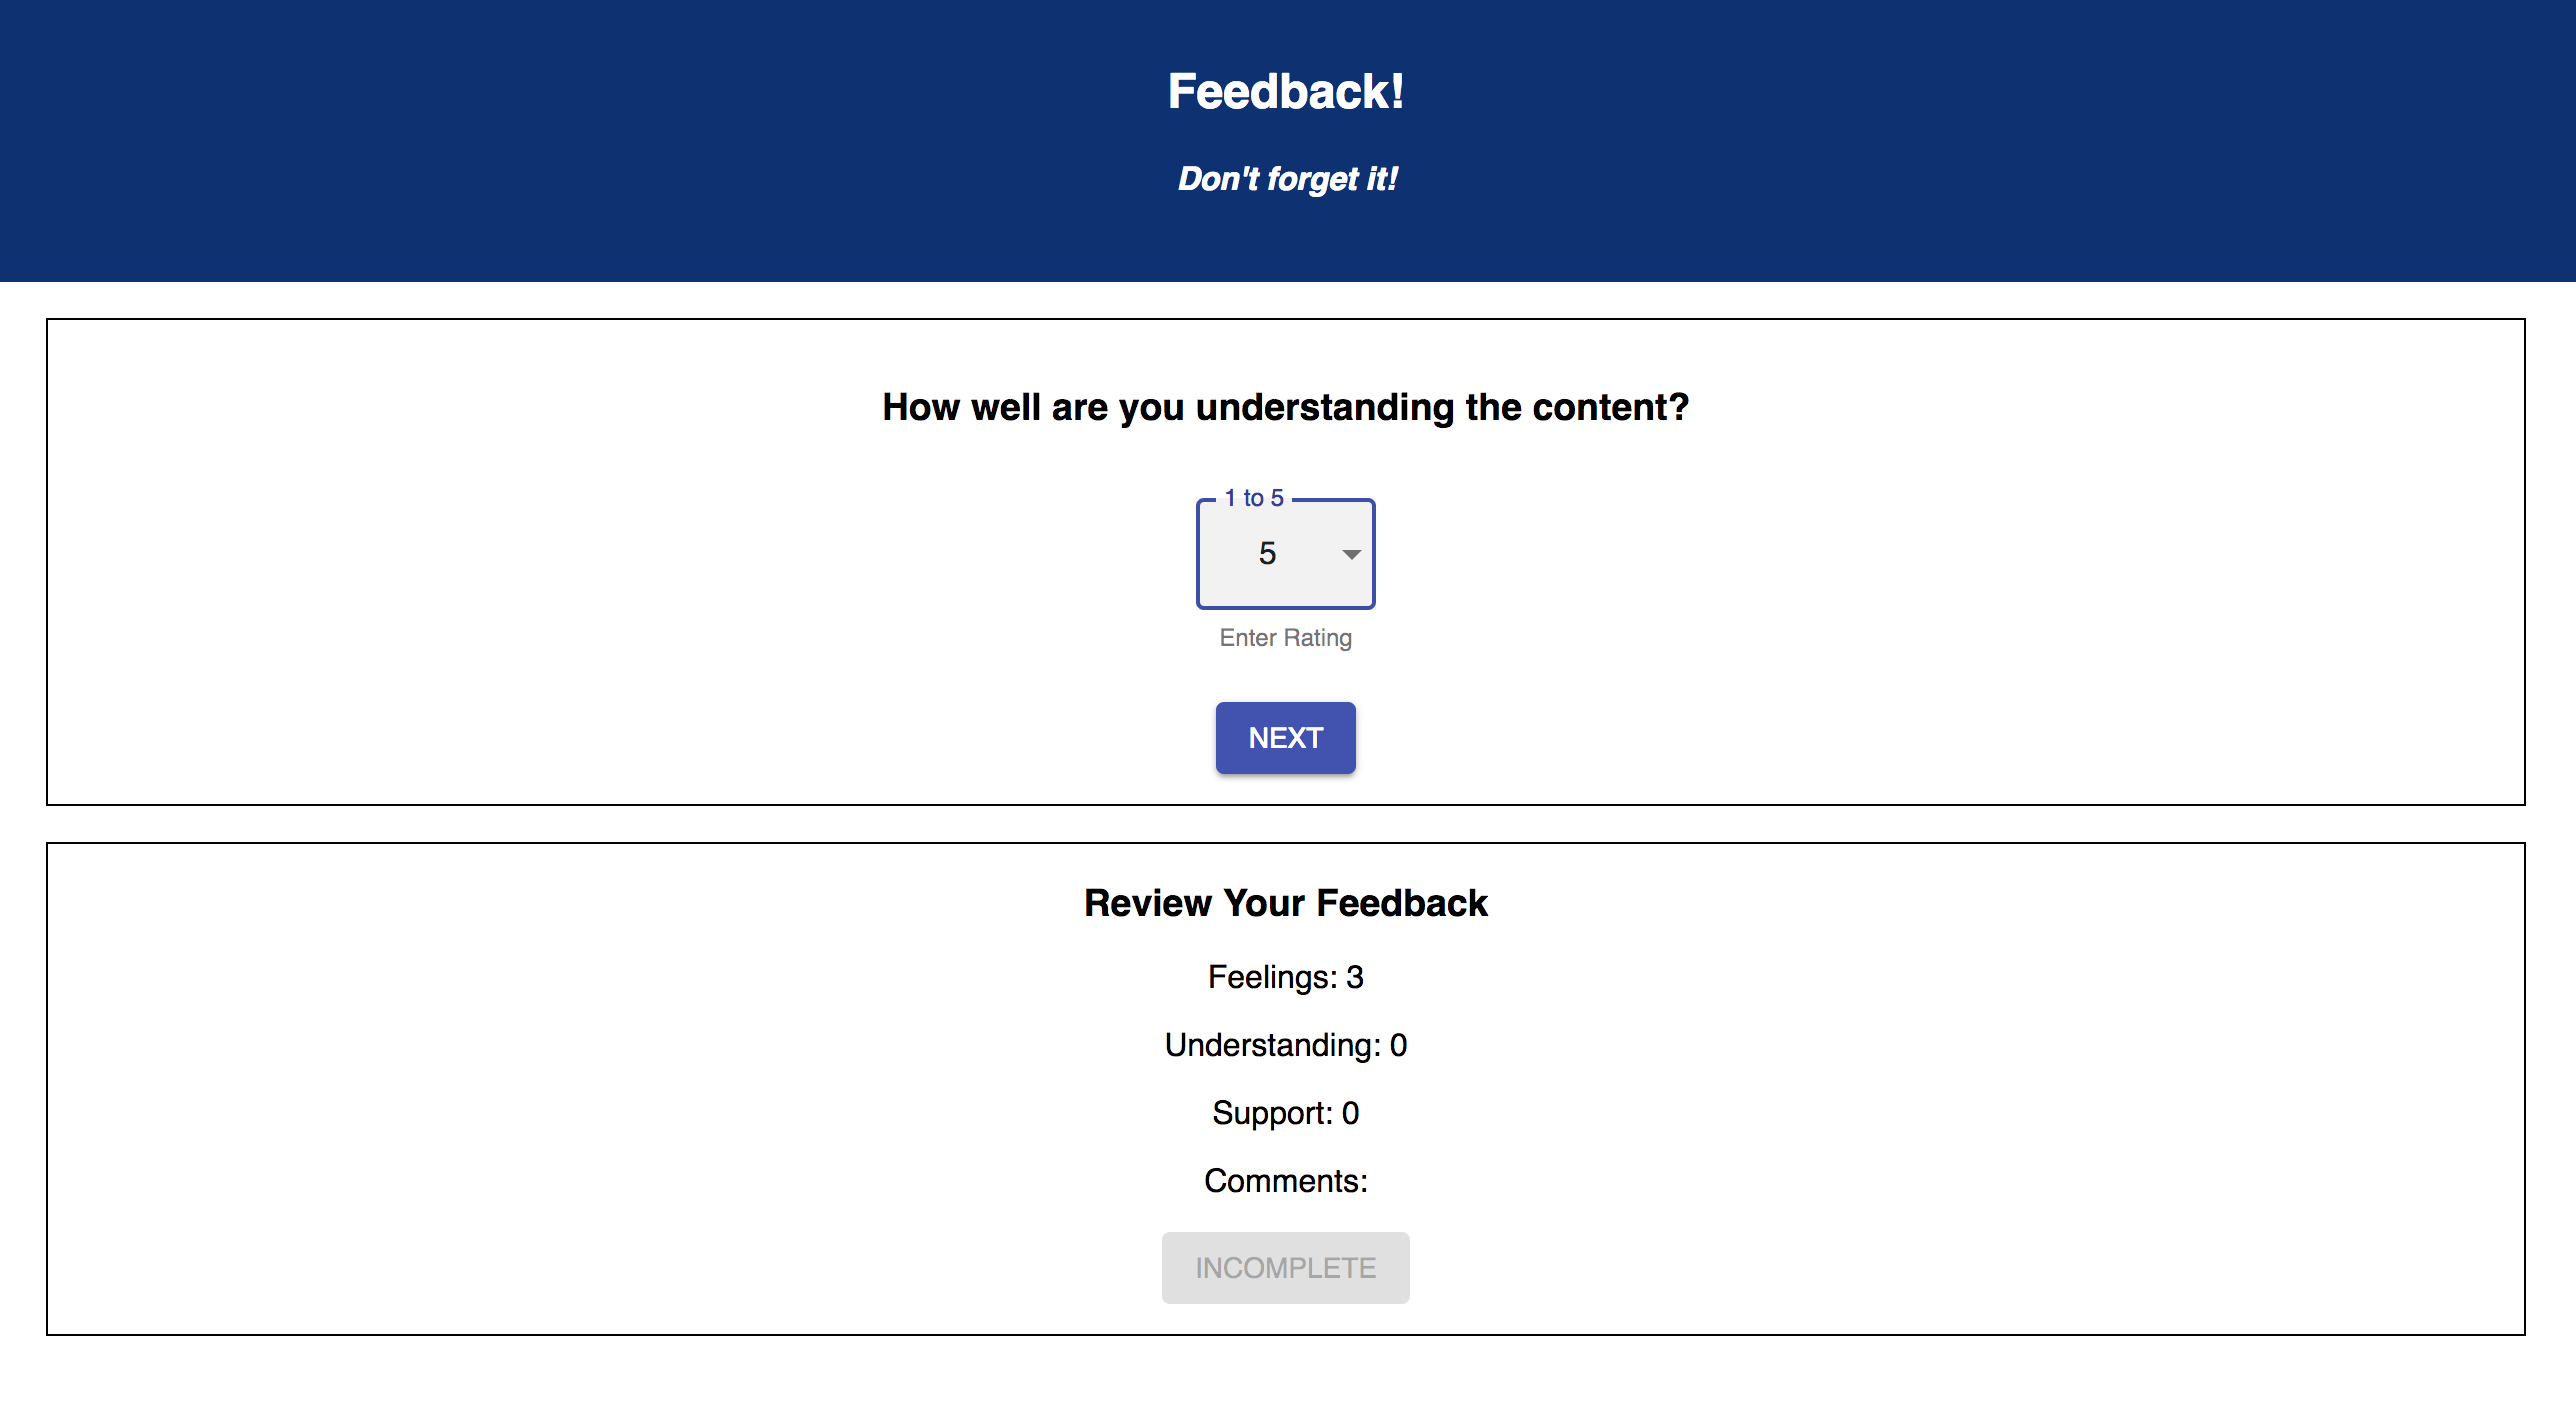 Feedback!
Don't forget it!
How well are you understanding the content?
1 to 5
5
Enter Rating
NEXT
Review Your Feedback
Feelings: 3
Understanding: 0
Support: 0
Comments:
INCOMPLETE